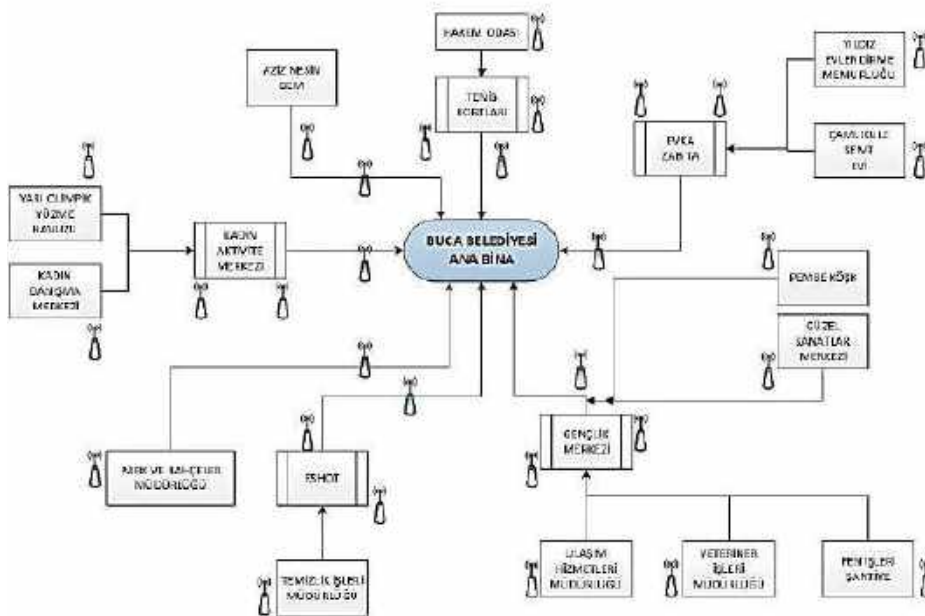 HAKEM ODASI
AZİZ NESİN
TENİS
KORTLARI
YILDIZ
EVLENDİRME
MEMURLUĞU
EVKA
ZABITA
SEMT
EVİ
YARI OLİMPİK
YÜZME
HAVUZU
KADIN
AKTİVİTE
MERKEZİ
BUCA BELEDİYESİ
ANA BİNA
KADIN
DANIŞMA
MERKEZİ
PEMBE KÖŞK
GÜZEL
SANATLAR
MERKEZİ
GENÇLİK
MERKEZİ
PARK VE BAHÇELER
MÜDÜRLÜĞÜ
ESHOT
TEMİZLİK İŞLERİ
MÜDÜRLÜĞÜ
ULAŞIM
HİZMETLERİ
MÜDÜRLÜĞÜ
VETERİNER
İŞLERİ
MÜDÜRLÜĞÜ
FEN İŞLERİ
ŞANTİYE